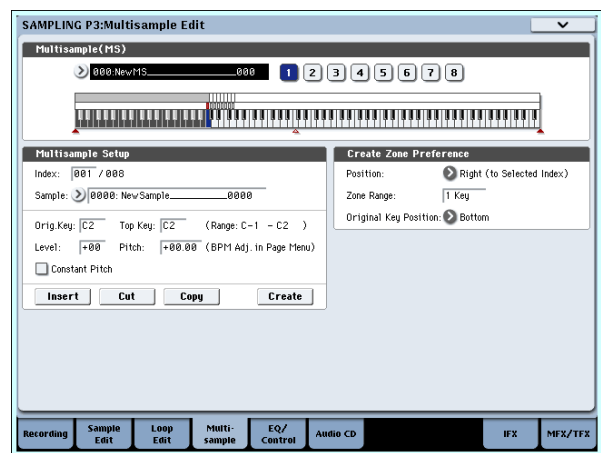 SAMPLING P3:Multisample Edit
Multisample(MS)
000:NewMS________________000
1 2 3 4 5 6 7 8
Multisample Setup
Index: 001 /008
Sample: 0000: NewSample___________0000
Orig.Key: C2 Top Key: C2 (Range: C-1 - C2 )
Level: +00 Pitch: +00.00 (BPM Adj. in Page Menu)
Constant Pitch
Insert Cut Copy Create
Create Zone Preference
Position: Right (to Selected Index)
Zone Range: 1 Key
Original Key Position: Bottom
Recording Sample Edit Loop Edit Multi-sample EQ/Control Audio CD IFX MFX/TFX